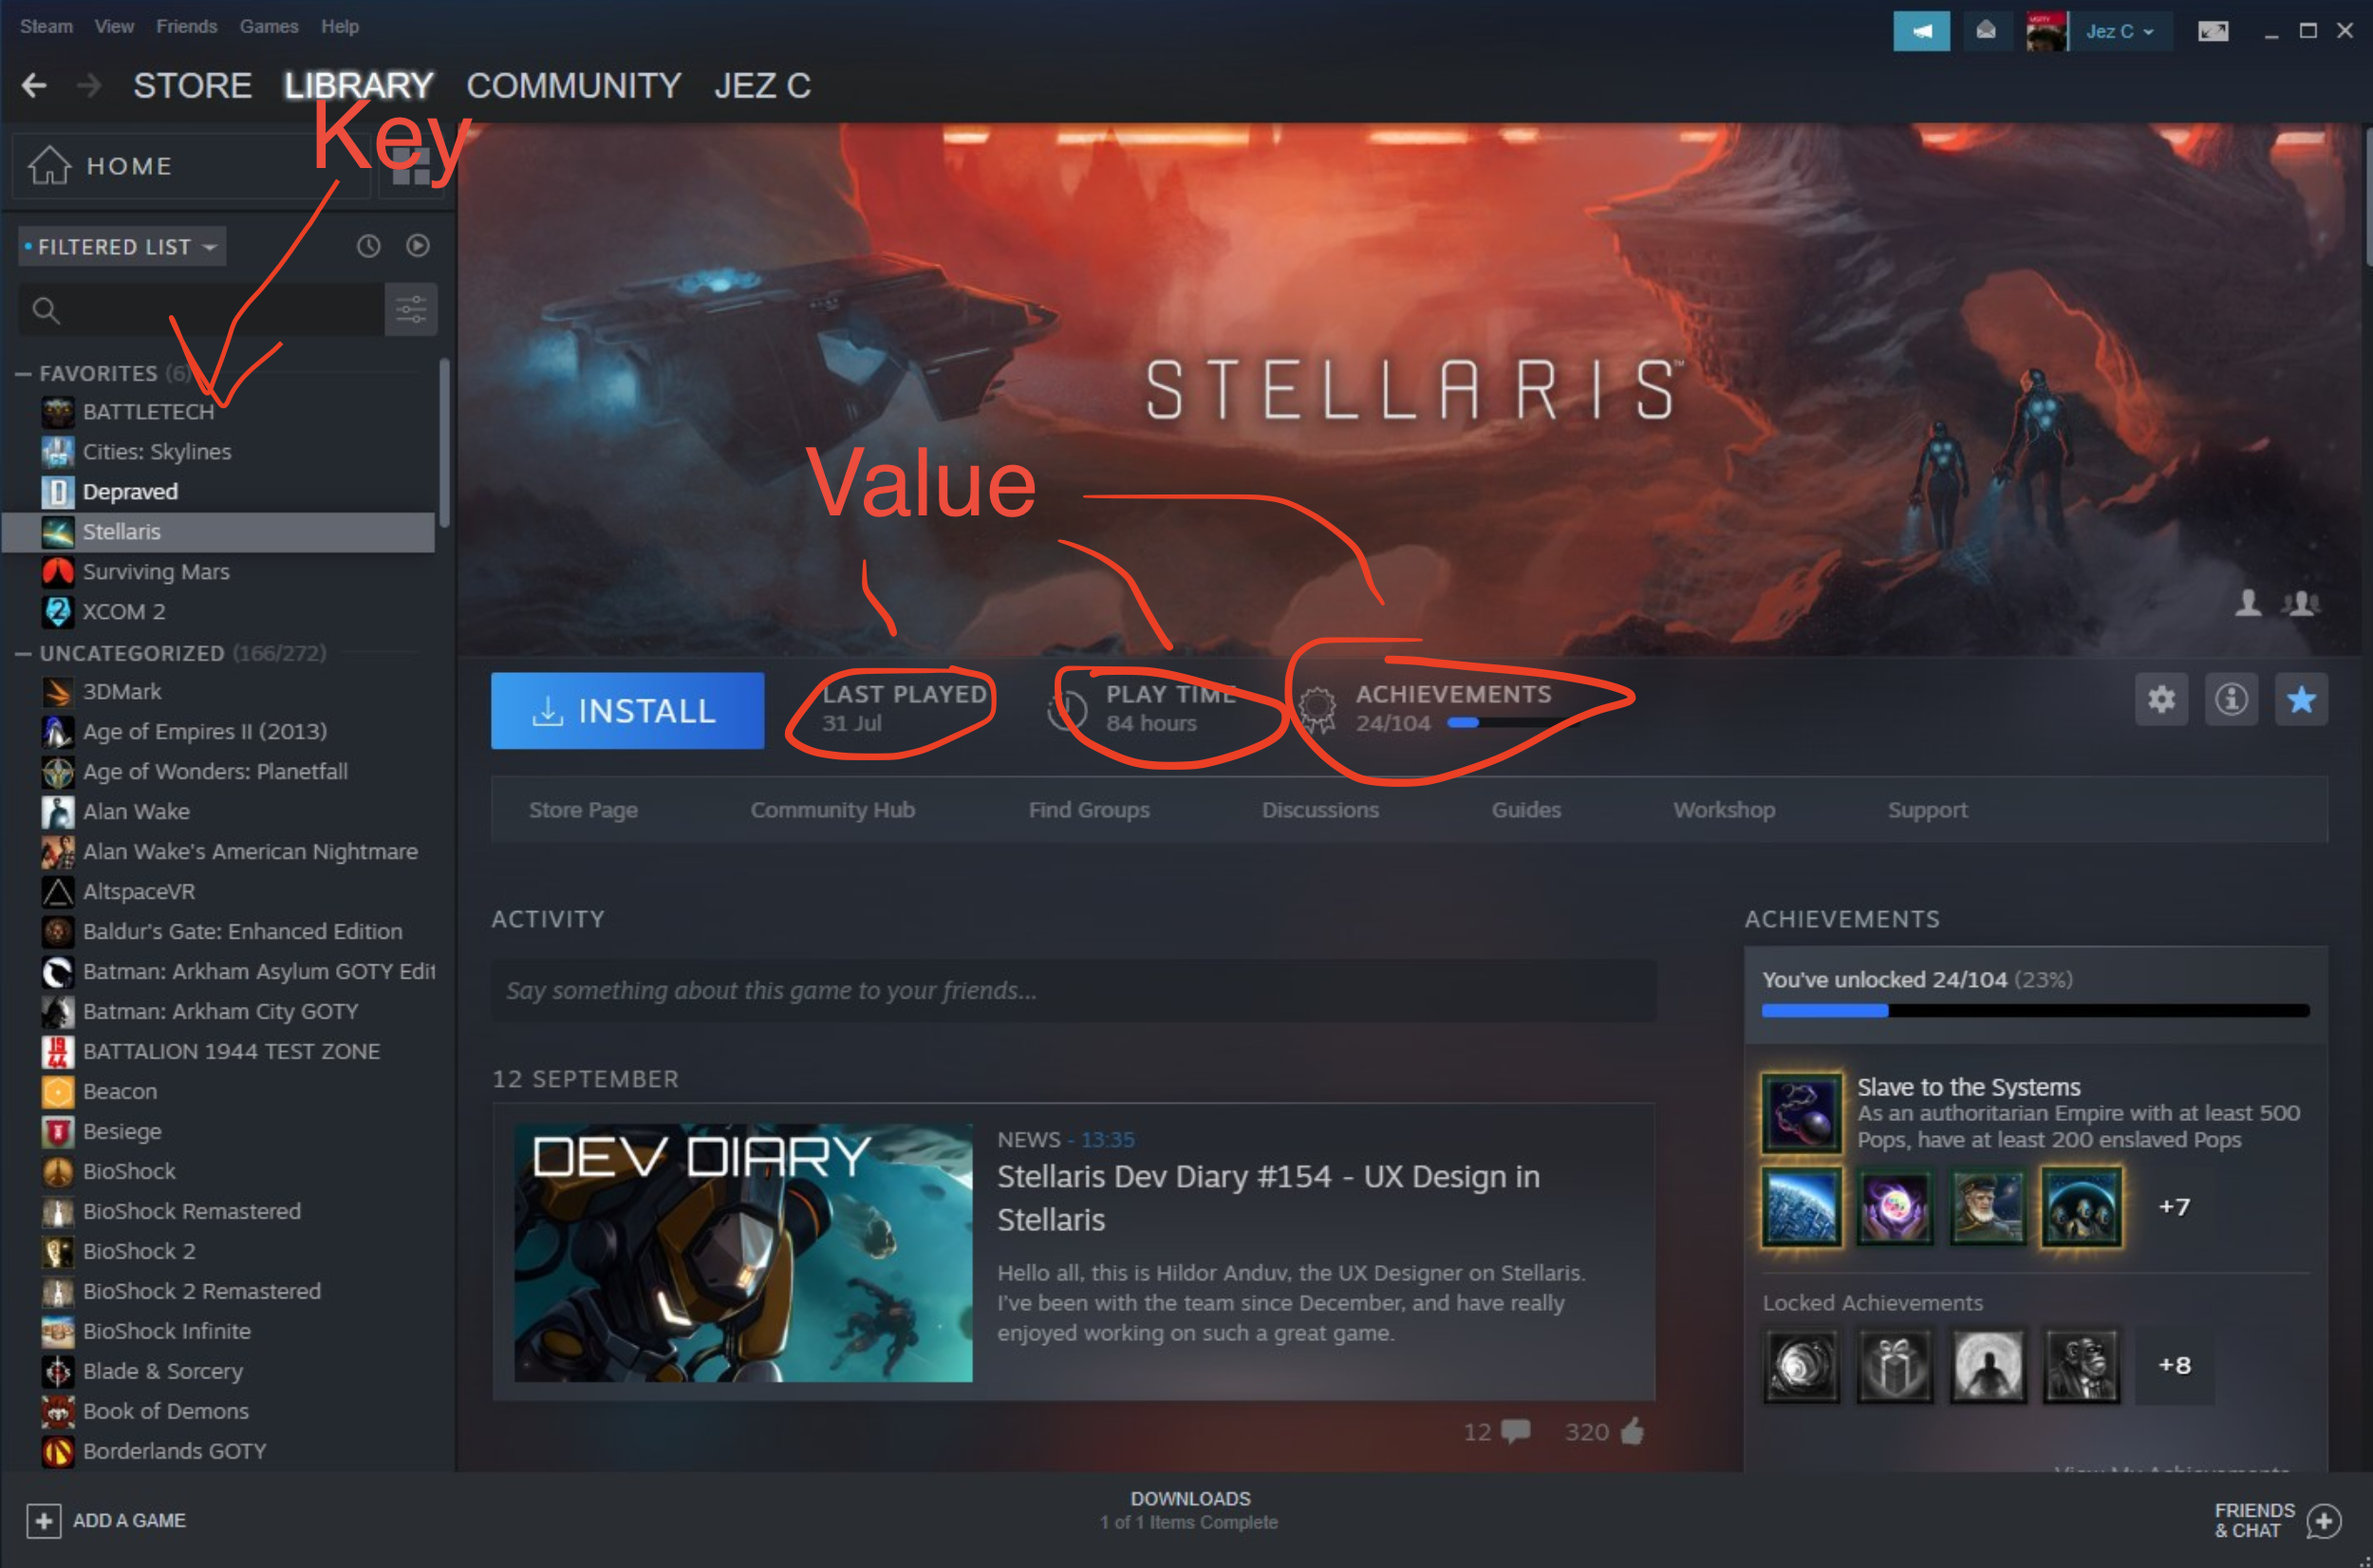 Steam View Friends Games Help
Jez C
STORE LIBRARY COMMUNITY JEZ C
Key
HOME
FILTERED LIST
FAVORITES (6)
BATTLETECH
Cities: Skylines
Depraved
Stellaris
Surviving Mars
XCOM 2
UNCATEGORIZED (166/272)
3DMark
Age of Empires II (2013)
Age of Wonders: Planetfall
Alan Wake
Alan Wake's American Nightmare
AltspaceVR
Baldur's Gate: Enhanced Edition
Batman: Arkham Asylum GOTY Edit
Batman: Arkham City GOTY
BATTALION 1944 TEST ZONE
Beacon
Besiege
BioShock
BioShock Remastered
BioShock 2
BioShock 2 Remastered
BioShock Infinite
Blade & Sorcery
Book of Demons
Borderlands GOTY
STELLARIS™
Value
INSTALL
LAST PLAYED
31 Jul
PLAY TIME
84 hours
ACHIEVEMENTS
24/104
Store Page Community Hub Find Groups Discussions Guides Workshop Support
ACTIVITY
Say something about this game to your friends...
12 SEPTEMBER
DEV DIARY
NEWS - 13:35
Stellaris Dev Diary #154 - UX Design in
Stellaris
Hello all, this is Hildor Anduv, the UX Designer on Stellaris.
I've been with the team since December, and have really
enjoyed working on such a great game.
12 320
ACHIEVEMENTS
You've unlocked 24/104 (23%)
Slave to the Systems
As an authoritarian Empire with at least 500
Pops, have at least 200 enslaved Pops
+7
Locked Achievements
+8
View My Achievements
ADD A GAME
DOWNLOADS
1 of 1 Items Complete
FRIENDS
& CHAT